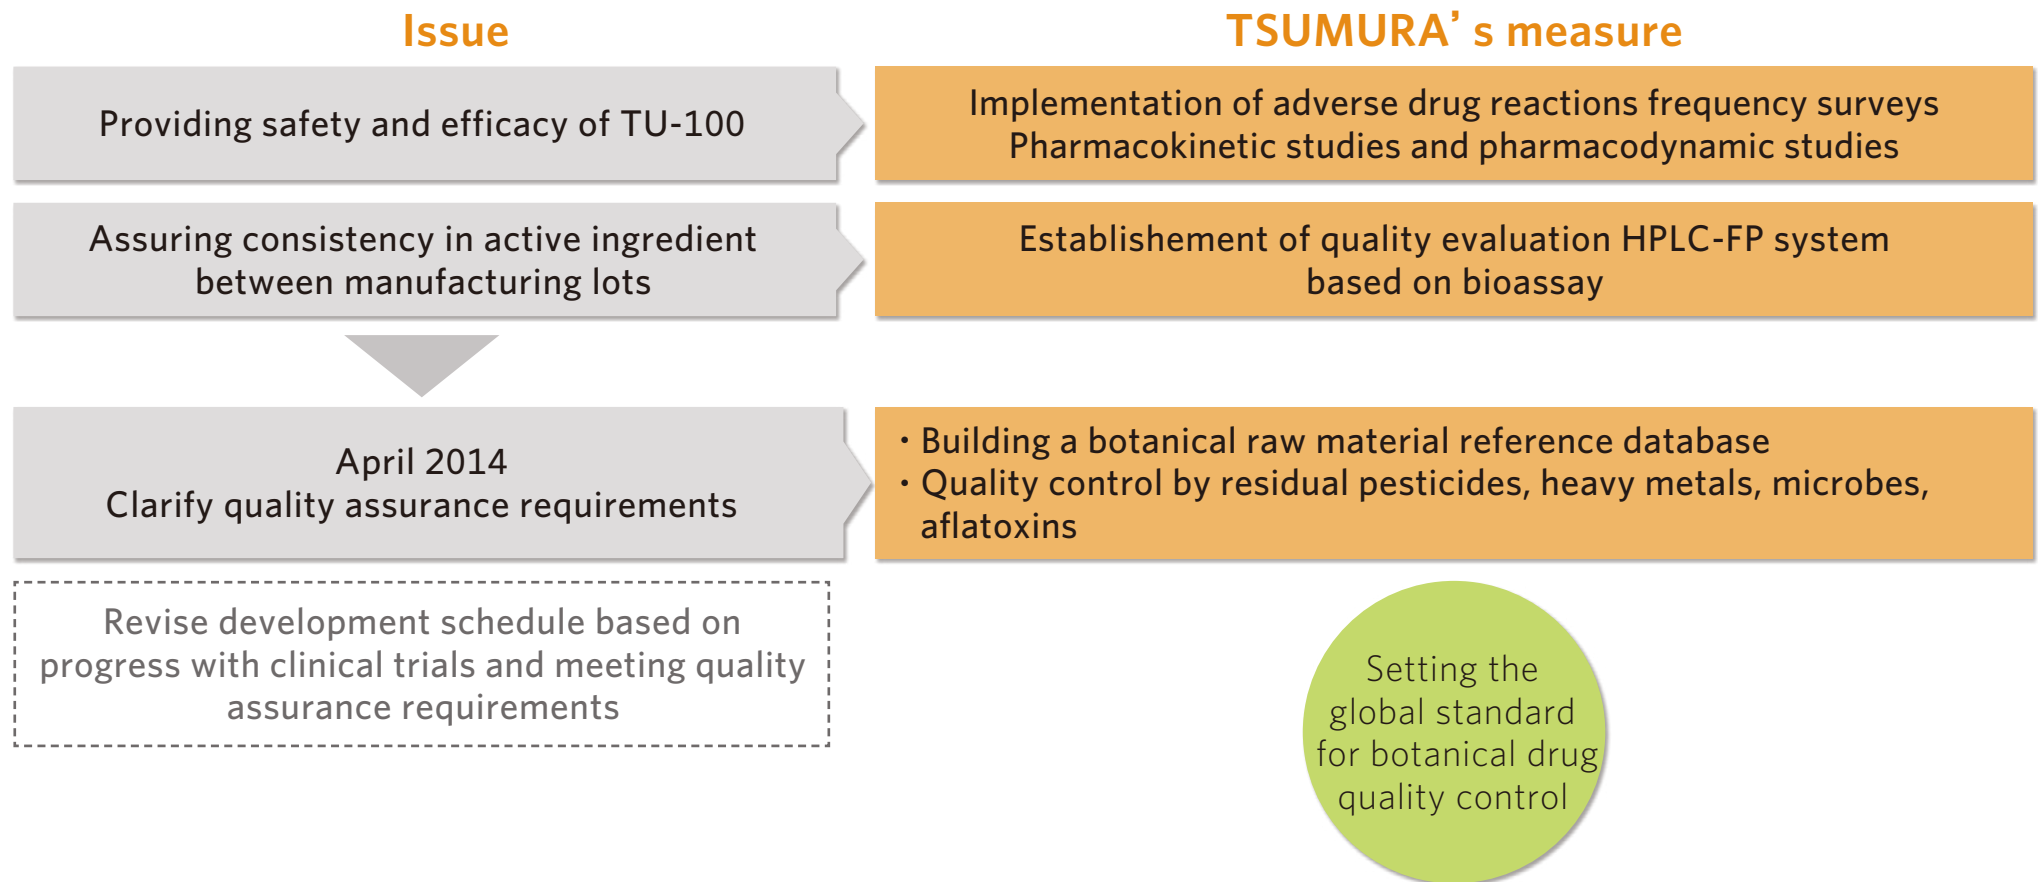 Issue
TSUMURA’ s measure
Providing safety and efficacy of TU-100
Implementation of adverse drug reactions frequency surveys
Pharmacokinetic studies and pharmacodynamic studies
Assuring consistency in active ingredient
between manufacturing lots
Establishement of quality evaluation HPLC-FP system
based on bioassay
April 2014
Clarify quality assurance requirements
・Building a botanical raw material reference database
・Quality control by residual pesticides, heavy metals, microbes,
aflatoxins
Revise development schedule based on
progress with clinical trials and meeting quality
assurance requirements
Setting the
global standard
for botanical drug
quality control